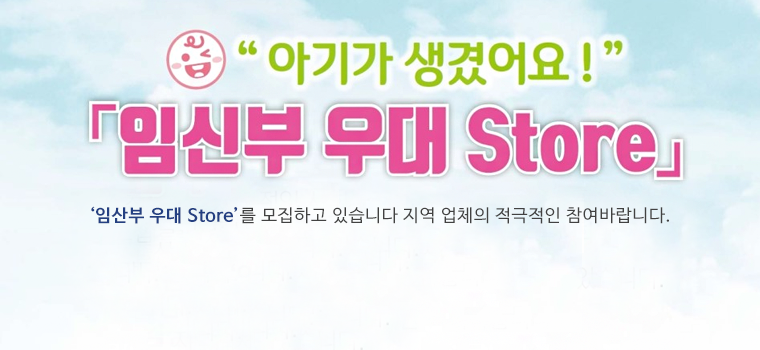 “ 아기가 생겼어요! ”
「임신부 우대 Store」
‘임산부 우대 Store’를 모집하고 있습니다 지역 업체의 적극적인 참여바랍니다.